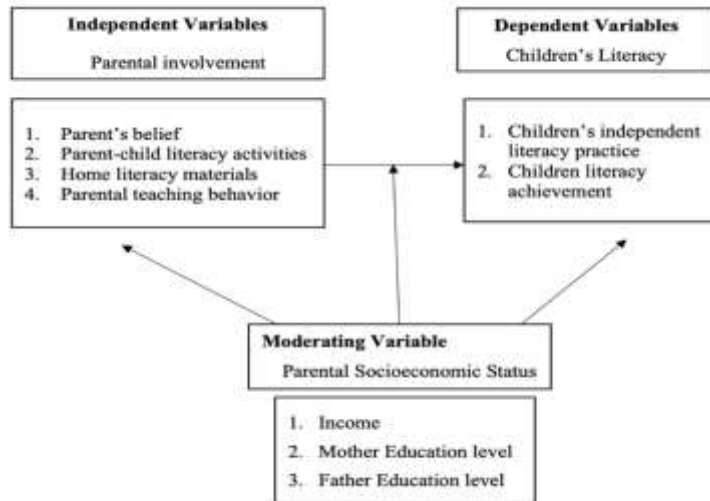 Independent Variables
Parental involvement
Dependent Variables
Children's Literacy
1. Parent's belief
2. Parent-child literacy activities
3. Home literacy materials
4. Parental teaching behavior
1. Children's independent
literacy practice
2. Children literacy
achievement
Moderating Variable
Parental Socioeconomic Status
1. Income
2. Mother Education level
3. Father Education level